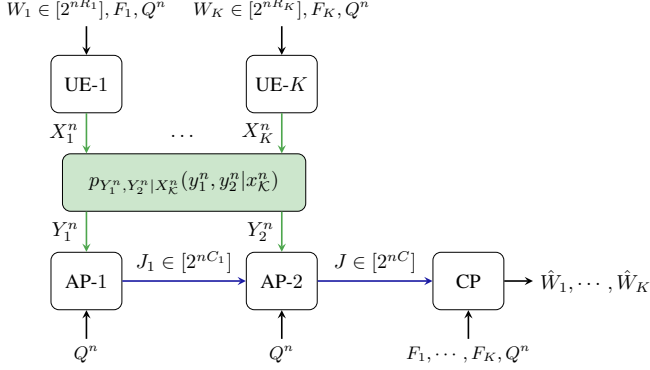 W_1 ∈ [2^{nR_1}], F_1, Q^n W_K ∈ [2^{nR_K}], F_K, Q^n
UE-1 UE-K
X_1^n ... X_K^n
p_{Y_1^n,Y_2^n|X_𝒦^n}(y_1^n, y_2^n|x_𝒦^n)
Y_1^n Y_2^n
J_1 ∈ [2^{nC_1}] J ∈ [2^{nC}]
AP-1 AP-2 CP Ŵ_1, ⋯ , Ŵ_K
Q^n Q^n F_1, ⋯ , F_K, Q^n